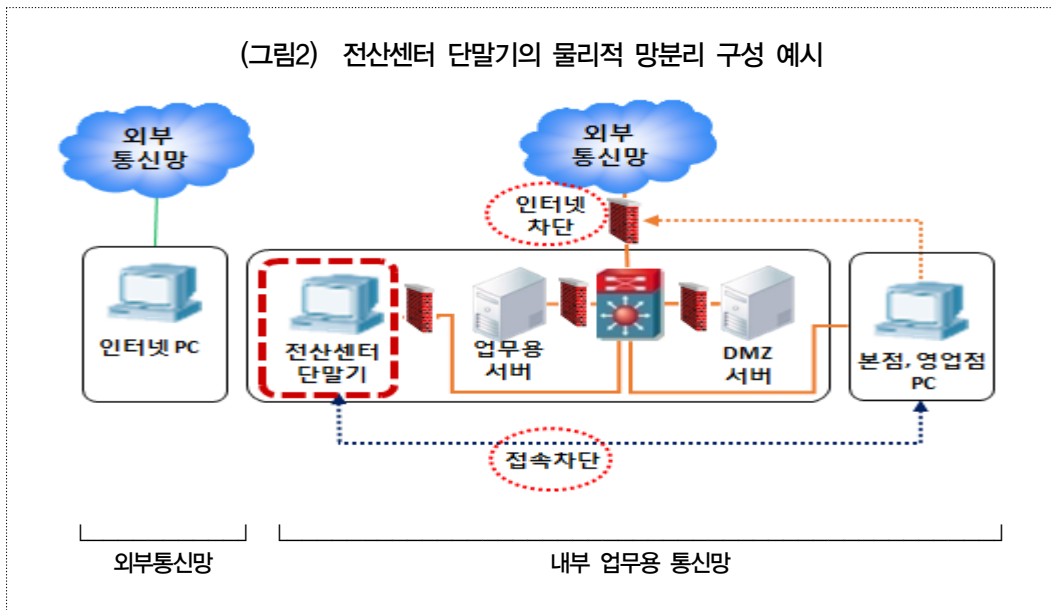 (그림2) 전산센터 단말기의 물리적 망분리 구성 예시
외부
통신망
외부
통신망
인터넷
차단
인터넷 PC
전산센터
단말기
업무용
서버
DMZ
서버
본점, 영업점
PC
접속차단
외부통신망
내부 업무용 통신망